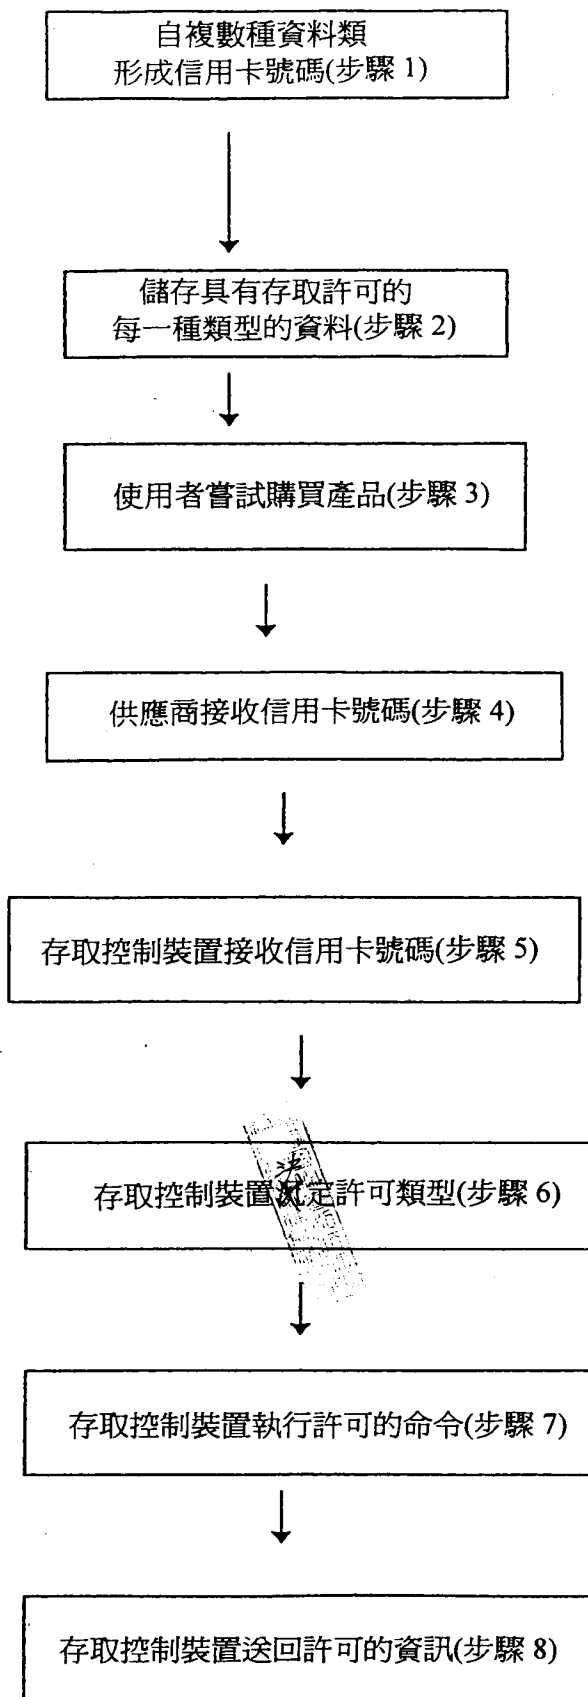 自複數種資料類
形成信用卡號碼(步驟 1)
儲存具有存取許可的
每一種類型的資料(步驟 2)
使用者嘗試購買產品(步驟 3)
供應商接收信用卡號碼(步驟 4)
存取控制裝置接收信用卡號碼(步驟 5)
存取控制裝置決定許可類型(步驟 6)
存取控制裝置執行許可的命令(步驟 7)
存取控制裝置送回許可的資訊(步驟 8)